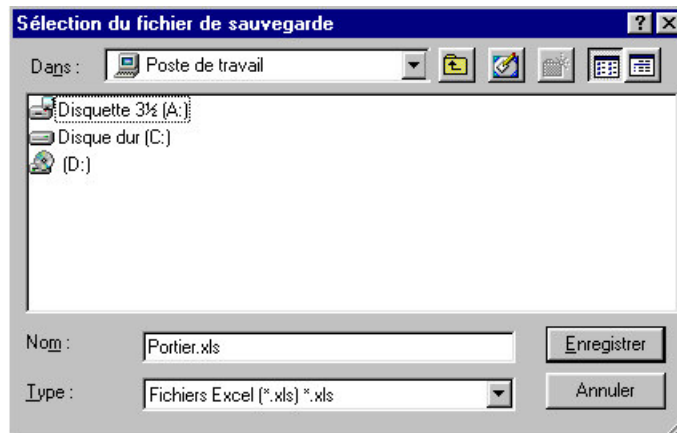 Sélection du fichier de sauvegarde
Dans : Poste de travail
Disquette 3½ (A:)
Disque dur (C:)
(D:)
Nom : Portier.xls Enregistrer
Type : Fichiers Excel (*.xls) *.xls Annuler